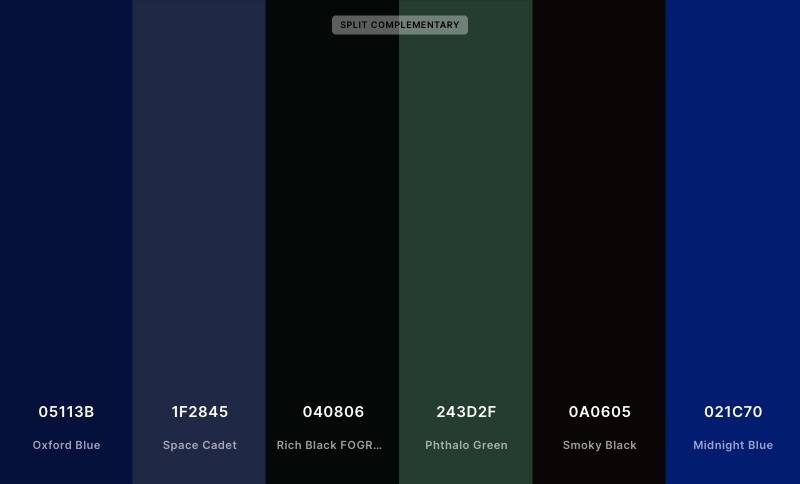 SPLIT COMPLEMENTARY
05113B
1F2845
040806
243D2F
0A0605
021C70
Oxford Blue
Space Cadet
Rich Black FOGR...
Phthalo Green
Smoky Black
Midnight Blue